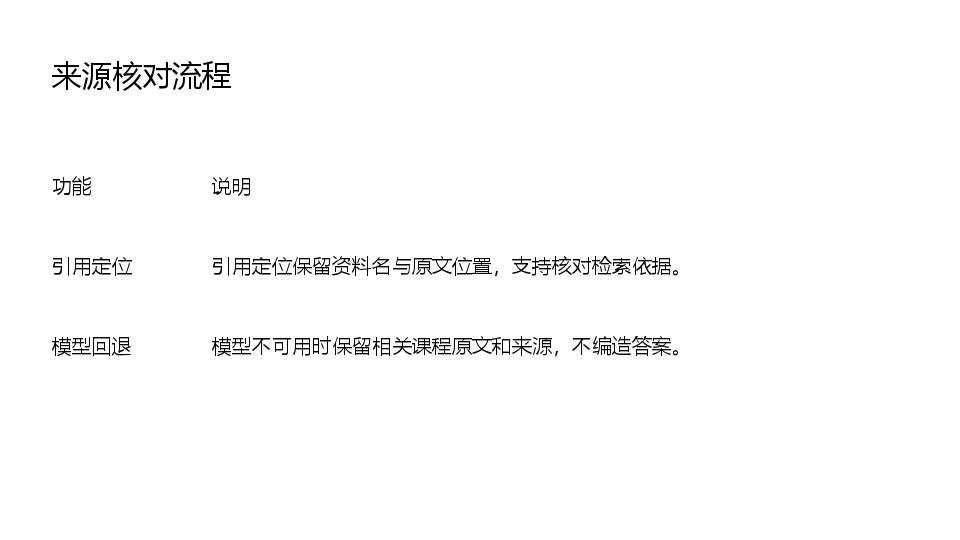 来源核对流程
功能 说明
引用定位 引用定位保留资料名与原文位置，支持核对检索依据。
模型回退 模型不可用时保留相关课程原文和来源，不编造答案。